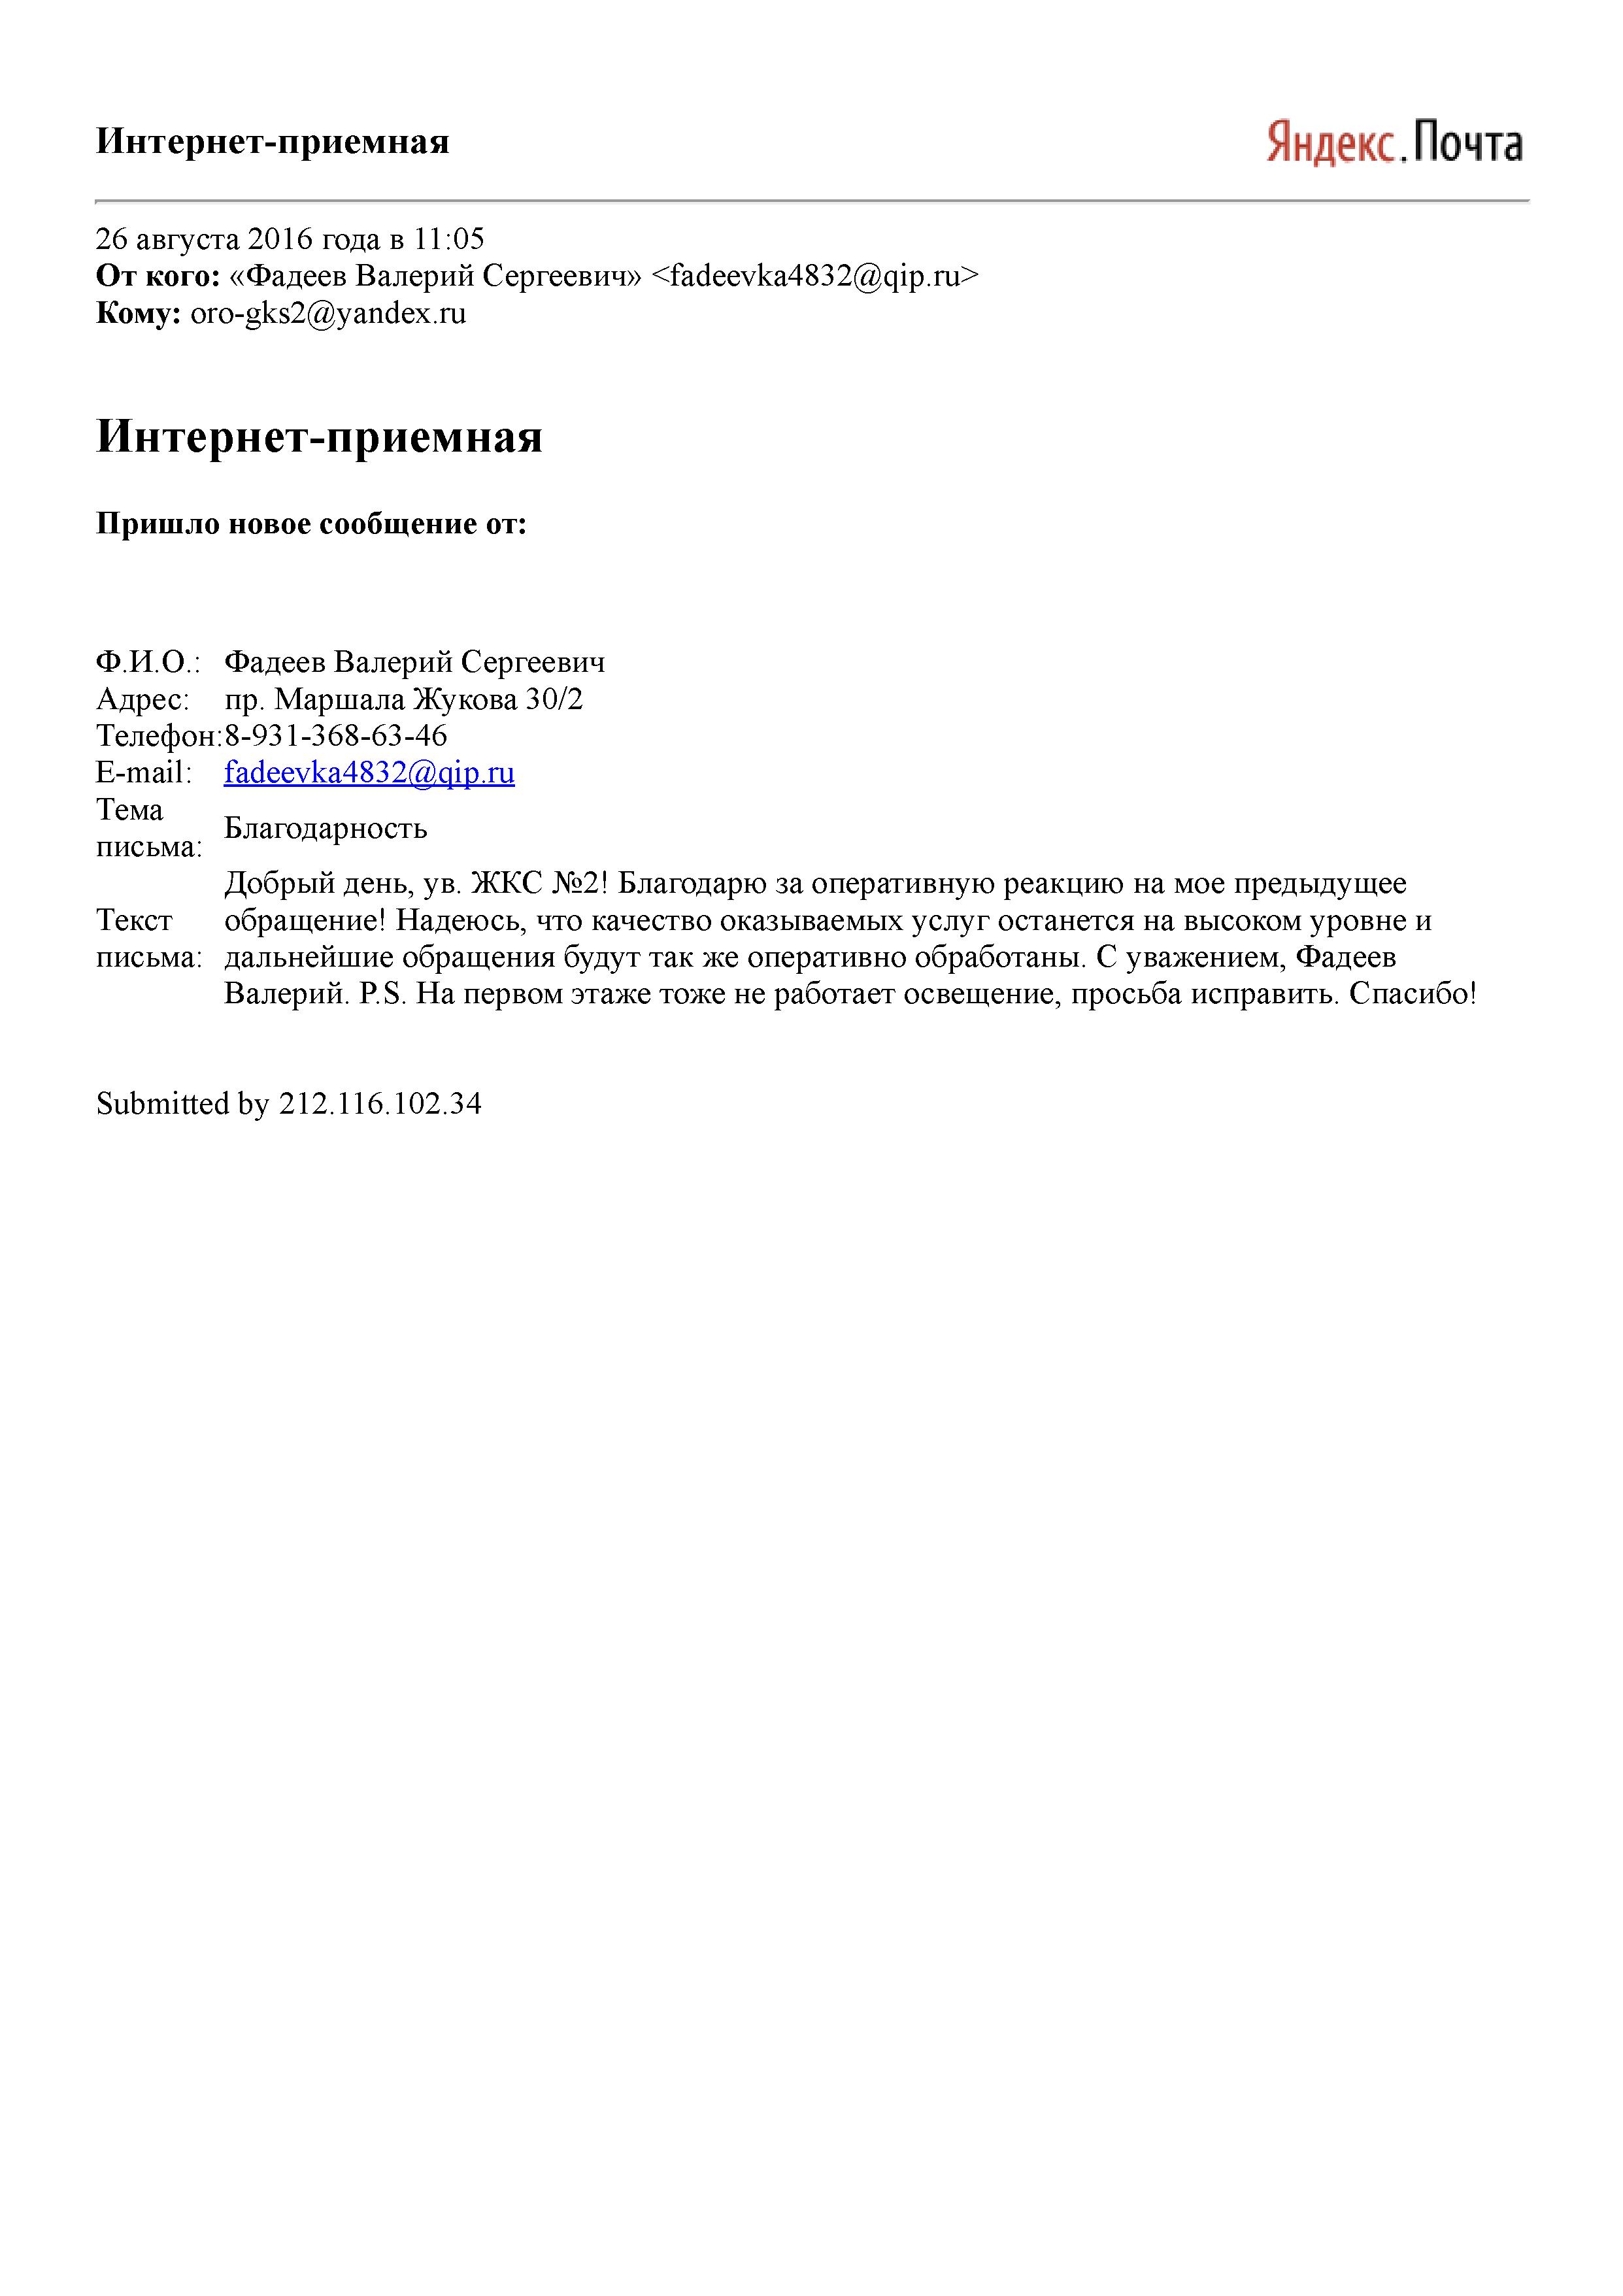 Интернет-приемная
Яндекс.Почта
26 августа 2016 года в 11:05
От кого: «Фадеев Валерий Сергеевич» <fadeevka4832@qip.ru>
Кому: oro-gks2@yandex.ru
Интернет-приемная
Пришло новое сообщение от:
Ф.И.О.: Фадеев Валерий Сергеевич
Адрес: пр. Маршала Жукова 30/2
Телефон:8-931-368-63-46
E-mail: fadeevka4832@qip.ru
Тема
письма: Благодарность
Текст
письма:
Добрый день, ув. ЖКС №2! Благодарю за оперативную реакцию на мое предыдущее
обращение! Надеюсь, что качество оказываемых услуг останется на высоком уровне и
дальнейшие обращения будут так же оперативно обработаны. С уважением, Фадеев
Валерий. P.S. На первом этаже тоже не работает освещение, просьба исправить. Спасибо!
Submitted by 212.116.102.34